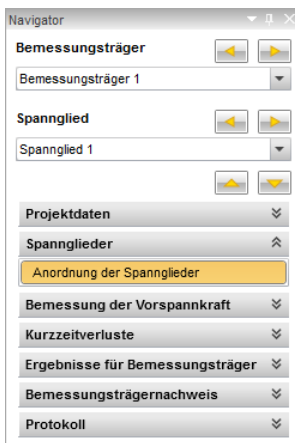 Navigator
Bemessungsträger
Bemessungsträger 1
Spannglied
Spannglied 1
Projektdaten
Spannglieder
Anordnung der Spannglieder
Bemessung der Vorspannkraft
Kurzzeitverluste
Ergebnisse für Bemessungsträger
Bemessungsträgernachweis
Protokoll